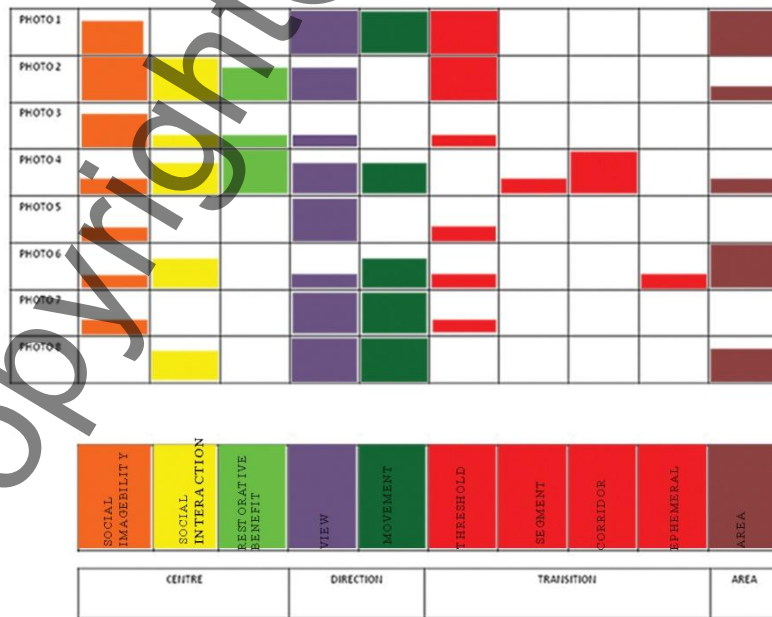 PHOTO 1
PHOTO 2
PHOTO 3
PHOTO 4
PHOTO 5
PHOTO 6
PHOTO 7
PHOTO 8
SOCIAL
IMAGEBILITY
SOCIAL
INTERACTION
RESTORATIVE
BENEFIT
VIEW
MOVEMENT
THRESHOLD
SEGMENT
CORRIDOR
EPHEMERAL
AREA
CENTRE DIRECTION TRANSITION AREA